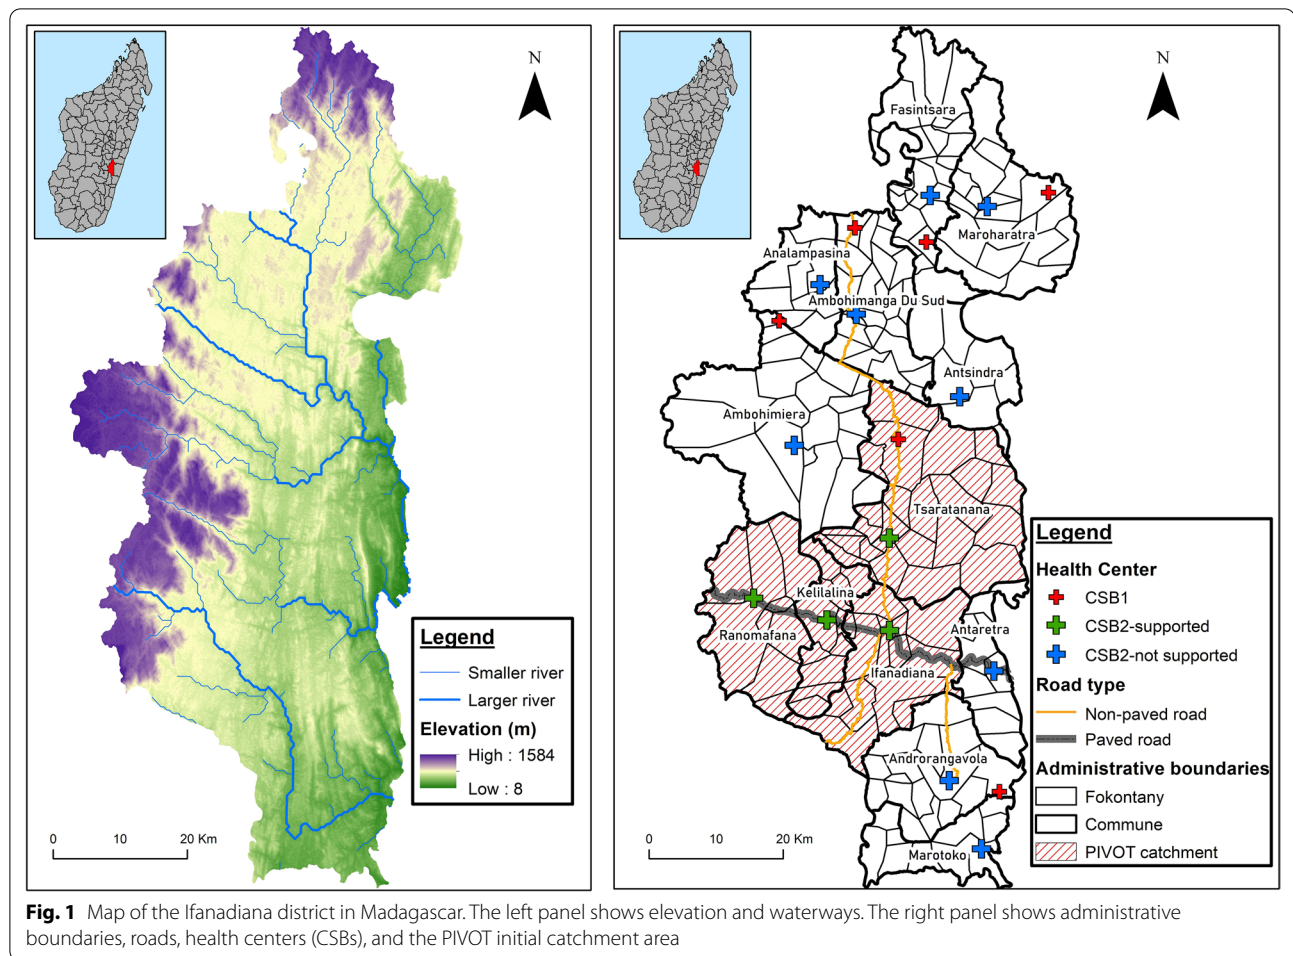 N
Legend
Smaller river
Larger river
Elevation (m)
High : 1584
Low : 8
0 10 20 Km
N
Fasintsara
Maroharatra
Analampasina
Ambohimanga Du Sud
Antsindra
Ambohimiera
Tsaratanana
Kelilalina
Ranomafana
Antaretra
Ifanadiana
Androrangavola
Marotoko
Legend
Health Center
CSB1
CSB2-supported
CSB2-not supported
Road type
Non-paved road
Paved road
Administrative boundaries
Fokontany
Commune
PIVOT catchment
0 10 20 Km
Fig. 1 Map of the Ifanadiana district in Madagascar. The left panel shows elevation and waterways. The right panel shows administrative
boundaries, roads, health centers (CSBs), and the PIVOT initial catchment area